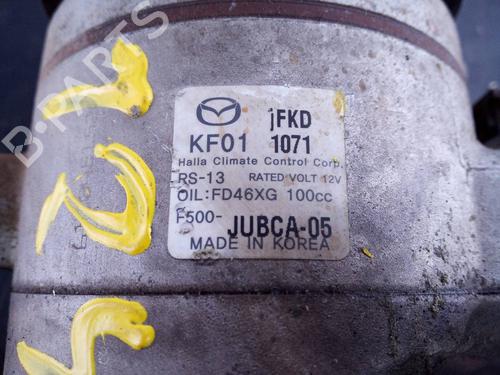 B-PARTS
jFKD
KF01 1071
Halla Climate Control Corp.
RS-13 RATED VOLT 12V
OIL:FD46XG 100cc
F500-JUBCA-05
MADE IN KOREA